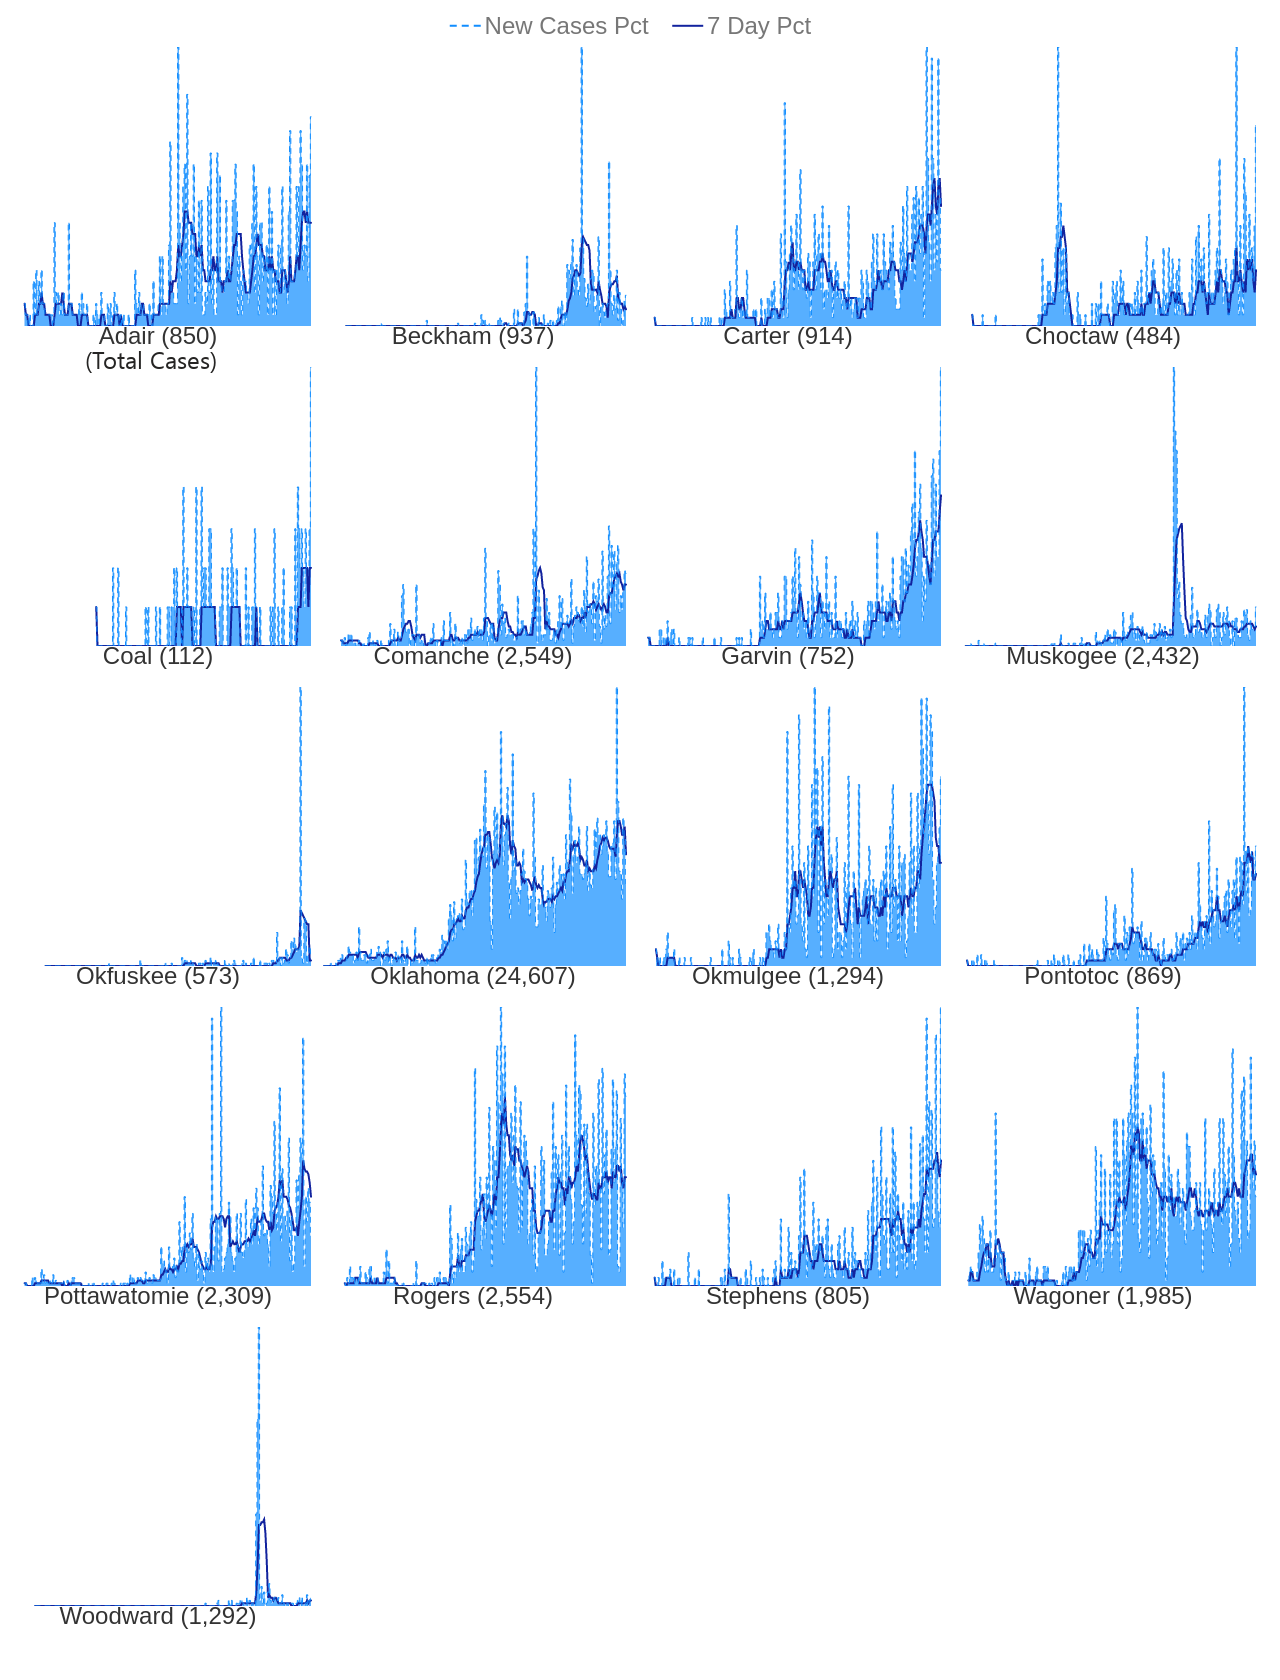 New Cases Pct 7 Day Pct
Adair (850) Beckham (937) Carter (914) Choctaw (484)
(Total Cases)
Coal (112) Comanche (2,549) Garvin (752) Muskogee (2,432)
Okfuskee (573) Oklahoma (24,607) Okmulgee (1,294) Pontotoc (869)
Pottawatomie (2,309) Rogers (2,554) Stephens (805) Wagoner (1,985)
Woodward (1,292)